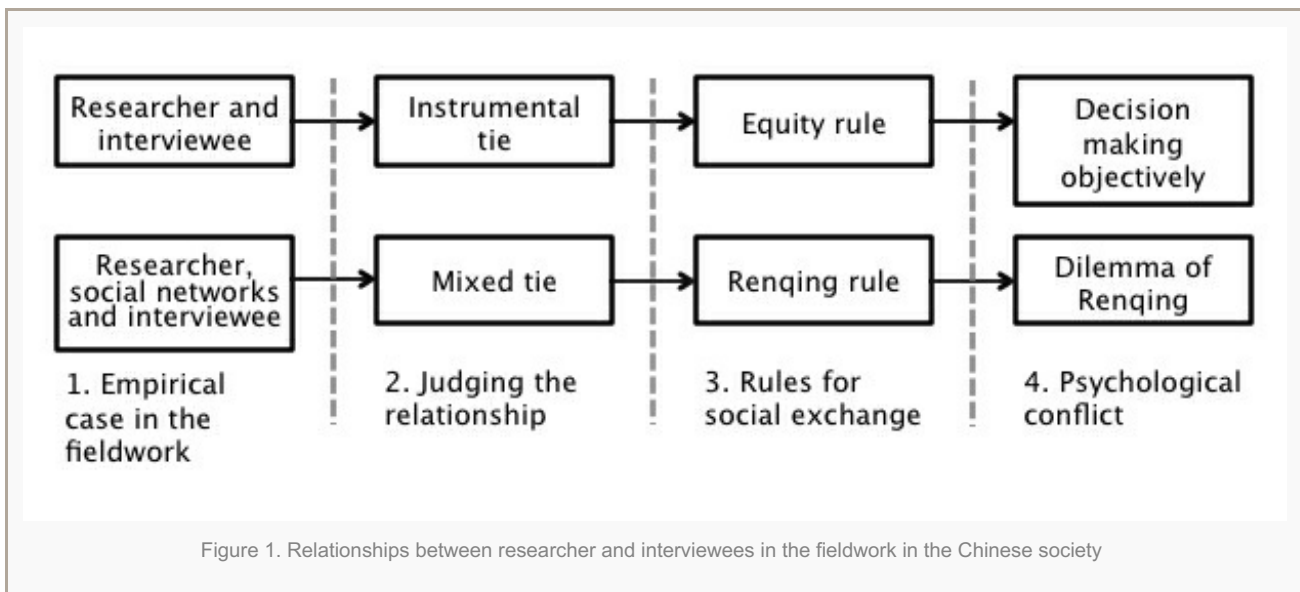 Researcher and
interviewee
Instrumental
tie
Equity rule
Decision
making
objectively
Researcher,
social networks
and interviewee
Mixed tie
Renqing rule
Dilemma of
Renqing
1. Empirical
case in the
fieldwork
2. Judging the
relationship
3. Rules for
social exchange
4. Psychological
conflict
Figure 1. Relationships between researcher and interviewees in the fieldwork in the Chinese society